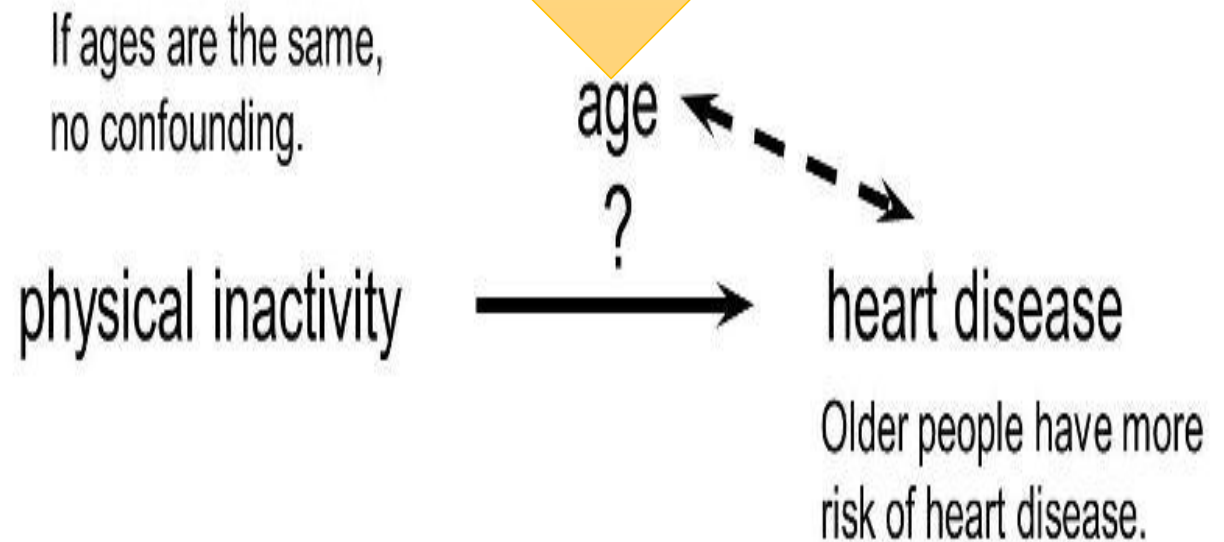 If ages are the same,
no confounding.
age
?
physical inactivity
heart disease
Older people have more
risk of heart disease.